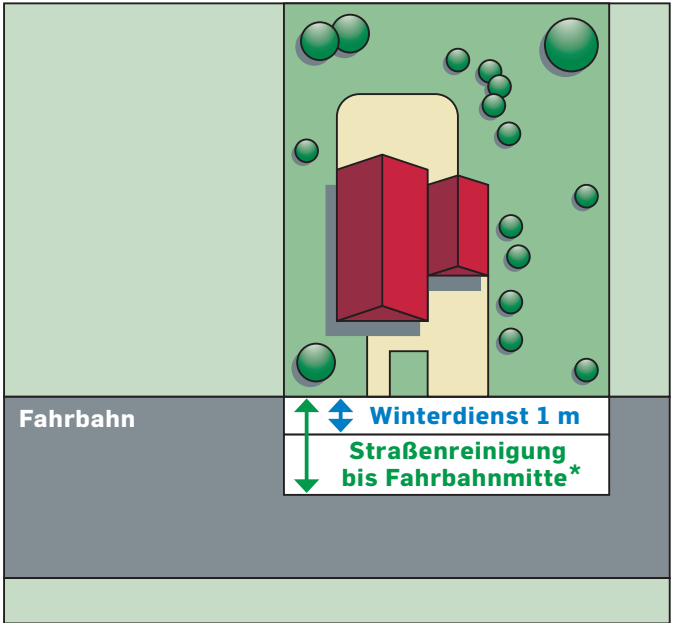 Fahrbahn
Winterdienst 1 m
Straßenreinigung
bis Fahrbahnmitte*